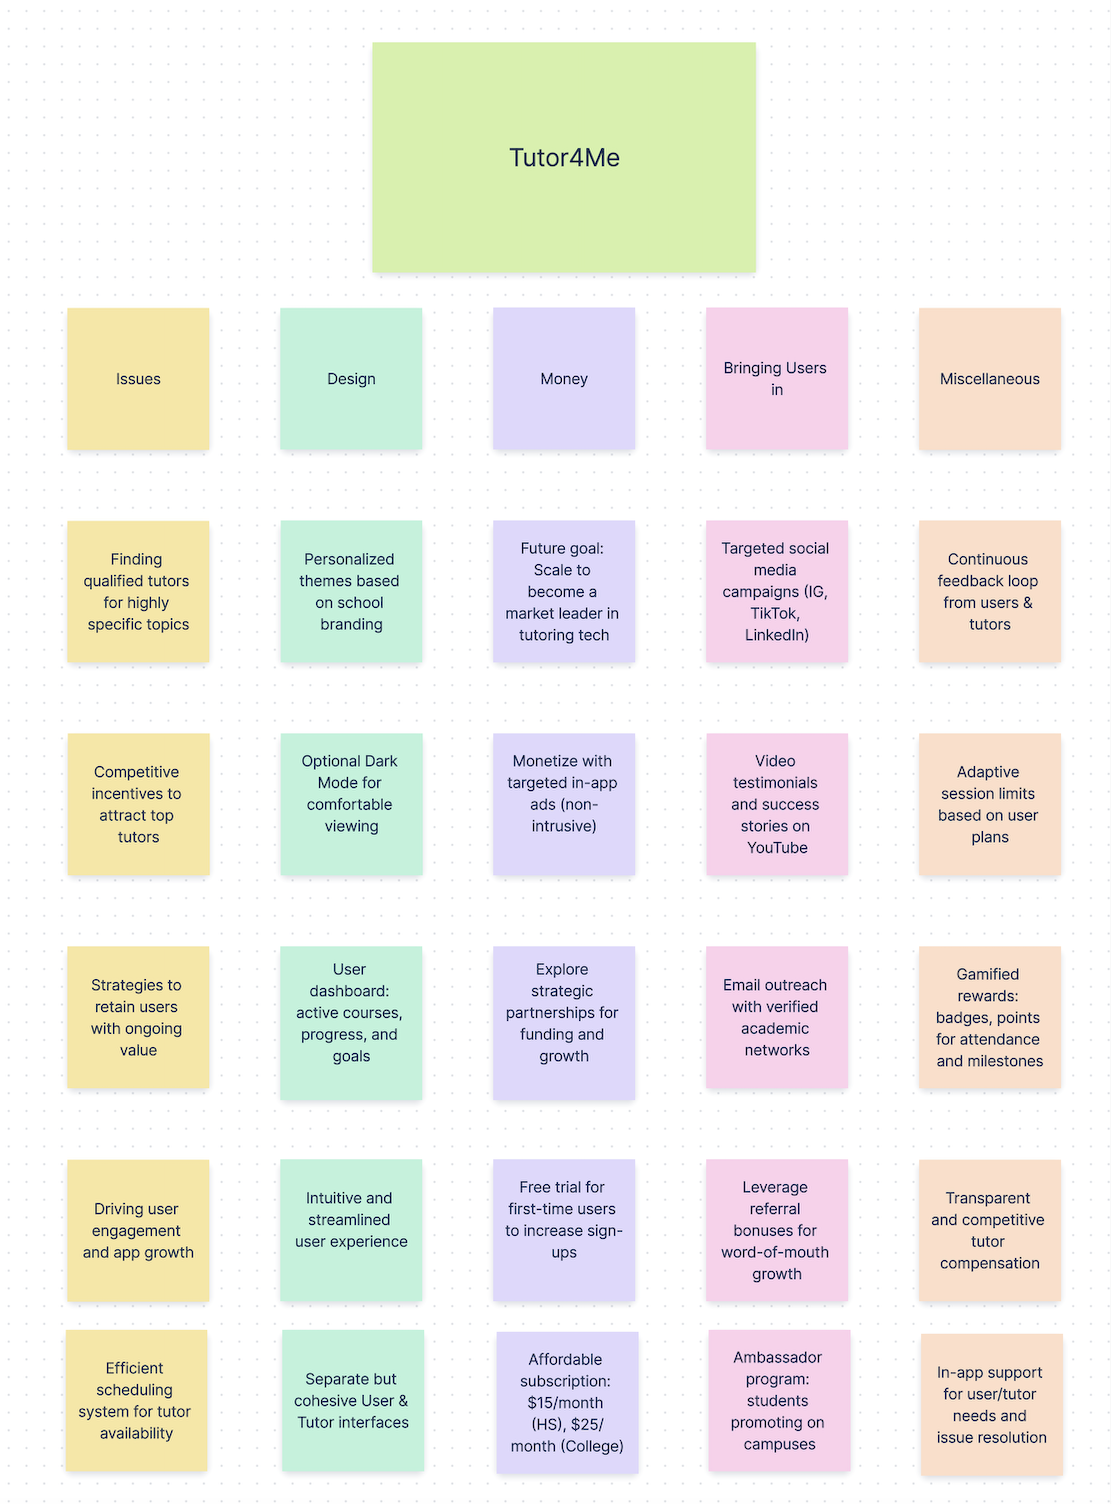 Tutor4Me
Issues
Design
Money
Bringing Users
in
Miscellaneous
Finding
qualified tutors
for highly
specific topics
Personalized
themes based
on school
branding
Future goal:
Scale to
become a
market leader in
tutoring tech
Targeted social
media
campaigns (IG,
TikTok,
LinkedIn)
Continuous
feedback loop
from users &
tutors
Competitive
incentives to
attract top
tutors
Optional Dark
Mode for
comfortable
viewing
Monetize with
targeted in-app
ads (non-
intrusive)
Video
testimonials
and success
stories on
YouTube
Adaptive
session limits
based on user
plans
Strategies to
retain users
with ongoing
value
User
dashboard:
active courses,
progress, and
goals
Explore
strategic
partnerships for
funding and
growth
Email outreach
with verified
academic
networks
Gamified
rewards:
badges, points
for attendance
and milestones
Driving user
engagement
and app growth
Intuitive and
streamlined
user experience
Free trial for
first-time users
to increase sign-
ups
Leverage
referral
bonuses for
word-of-mouth
growth
Transparent
and competitive
tutor
compensation
Efficient
scheduling
system for tutor
availability
Separate but
cohesive User &
Tutor interfaces
Affordable
subscription:
$15/month
(HS), $25/
month (College)
Ambassador
program:
students
promoting on
campuses
In-app support
for user/tutor
needs and
issue resolution